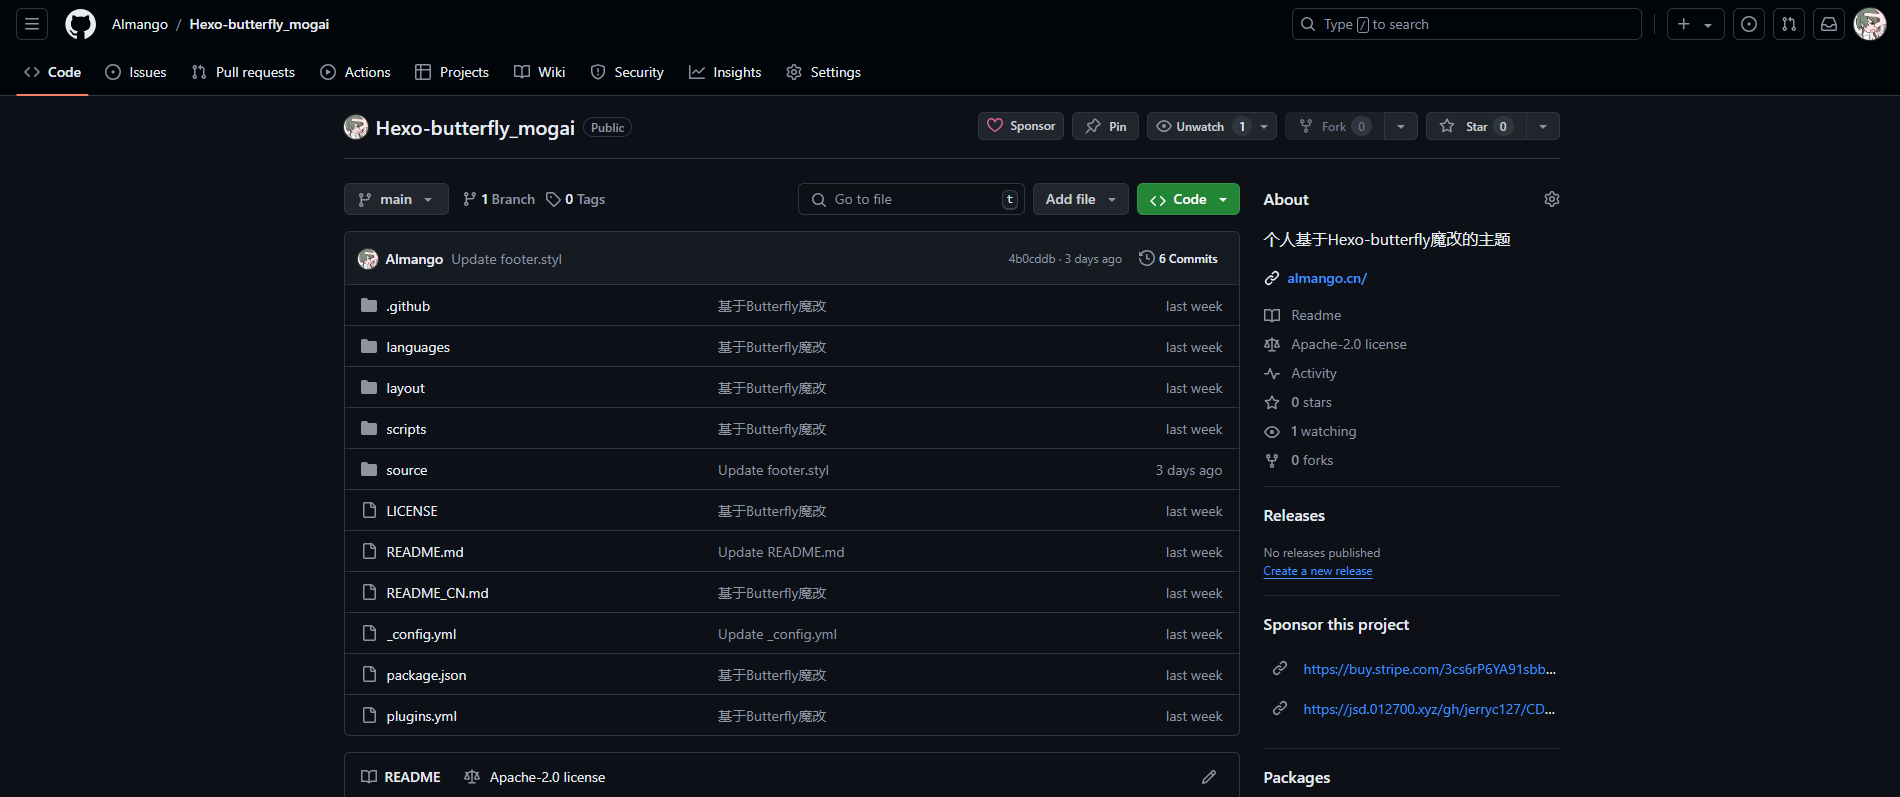 Almango / Hexo-butterfly_mogai
Type / to search
Code Issues Pull requests Actions Projects Wiki Security Insights Settings
Hexo-butterfly_mogai Public
Sponsor Pin Unwatch 1 Fork 0 Star 0
main 1 Branch 0 Tags
Go to file t Add file Code
Almango Update footer.styl 4b0cddb · 3 days ago 6 Commits
.github 基于Butterfly魔改 last week
languages 基于Butterfly魔改 last week
layout 基于Butterfly魔改 last week
scripts 基于Butterfly魔改 last week
source Update footer.styl 3 days ago
LICENSE 基于Butterfly魔改 last week
README.md Update README.md last week
README_CN.md 基于Butterfly魔改 last week
_config.yml Update _config.yml last week
package.json 基于Butterfly魔改 last week
plugins.yml 基于Butterfly魔改 last week
README Apache-2.0 license
About
个人基于Hexo-butterfly魔改的主题
almango.cn/
Readme
Apache-2.0 license
Activity
0 stars
1 watching
0 forks
Releases
No releases published
Create a new release
Sponsor this project
https://buy.stripe.com/3cs6rP6YA91sbb...
https://jsd.012700.xyz/gh/jerryc127/CD...
Packages